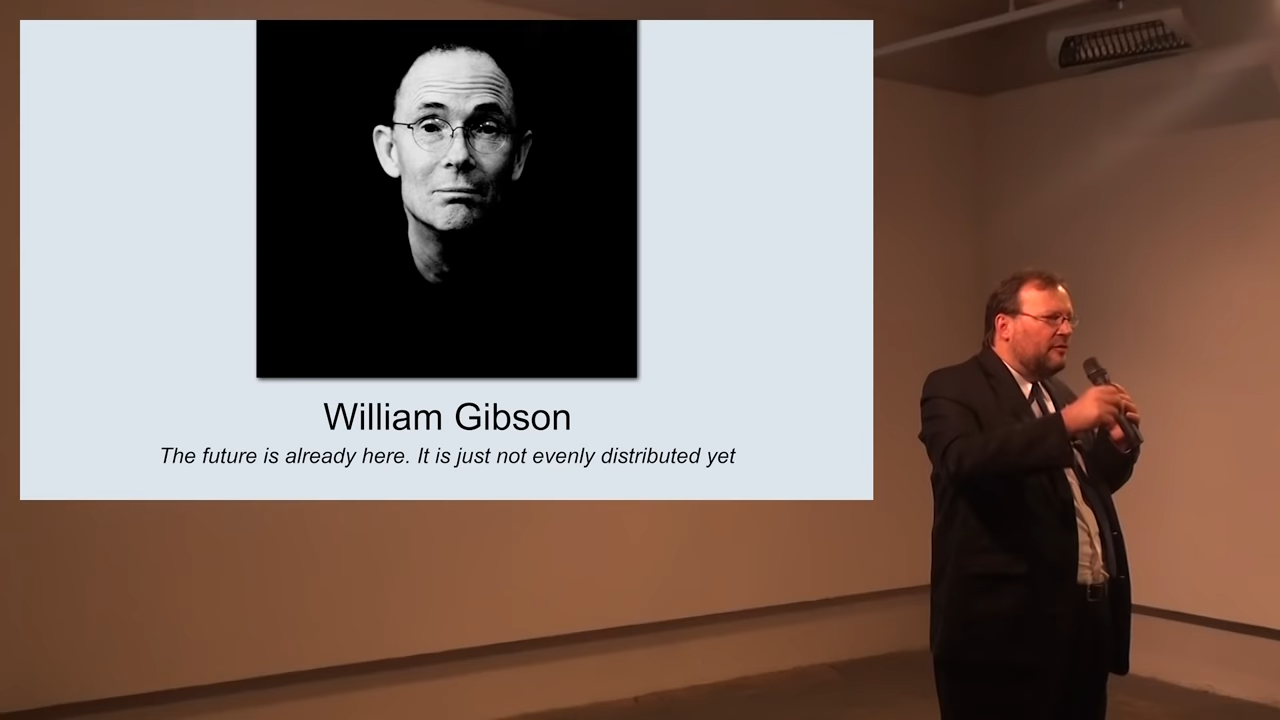 William Gibson
The future is already here. It is just not evenly distributed yet